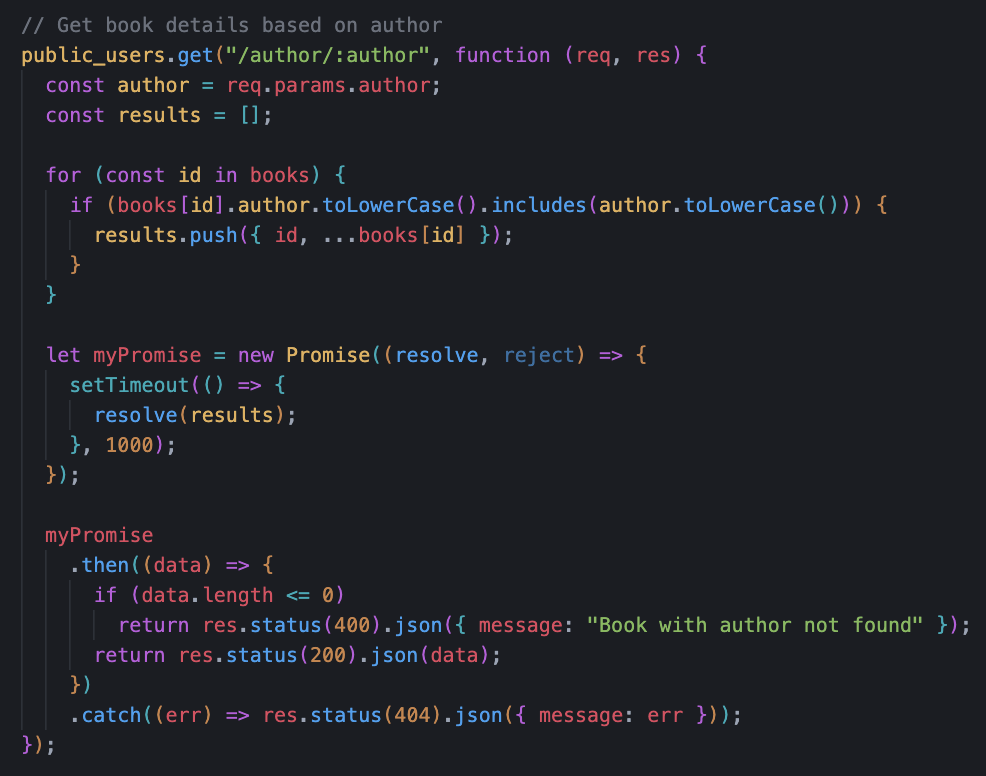 // Get book details based on author
public_users.get("/author/:author", function (req, res) {
  const author = req.params.author;
  const results = [];

  for (const id in books) {
    if (books[id].author.toLowerCase().includes(author.toLowerCase())) {
      results.push({ id, ...books[id] });
    }
  }

  let myPromise = new Promise((resolve, reject) => {
    setTimeout(() => {
      resolve(results);
    }, 1000);
  });

  myPromise
    .then((data) => {
      if (data.length <= 0)
        return res.status(400).json({ message: "Book with author not found" });
      return res.status(200).json(data);
    })
    .catch((err) => res.status(404).json({ message: err }));
});